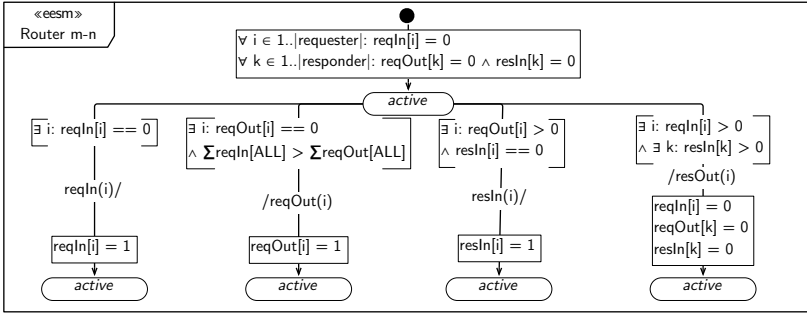 «eesm»
Router m-n
∀ i ∈ 1..|requester|: reqIn[i] = 0
∀ k ∈ 1..|responder|: reqOut[k] = 0 ∧ resIn[k] = 0
active
∃ i: reqIn[i] == 0
reqIn(i)/
reqIn[i] = 1
active
∃ i: reqOut[i] == 0
∧ ∑reqIn[ALL] > ∑reqOut[ALL]
/reqOut(i)
reqOut[i] = 1
active
∃ i: reqOut[i] > 0
∧ resIn[i] == 0
resIn(i)/
resIn[i] = 1
active
∃ i: reqIn[i] > 0
∧ ∃ k: resIn[k] > 0
/resOut(i)
reqIn[i] = 0
reqOut[k] = 0
resIn[k] = 0
active